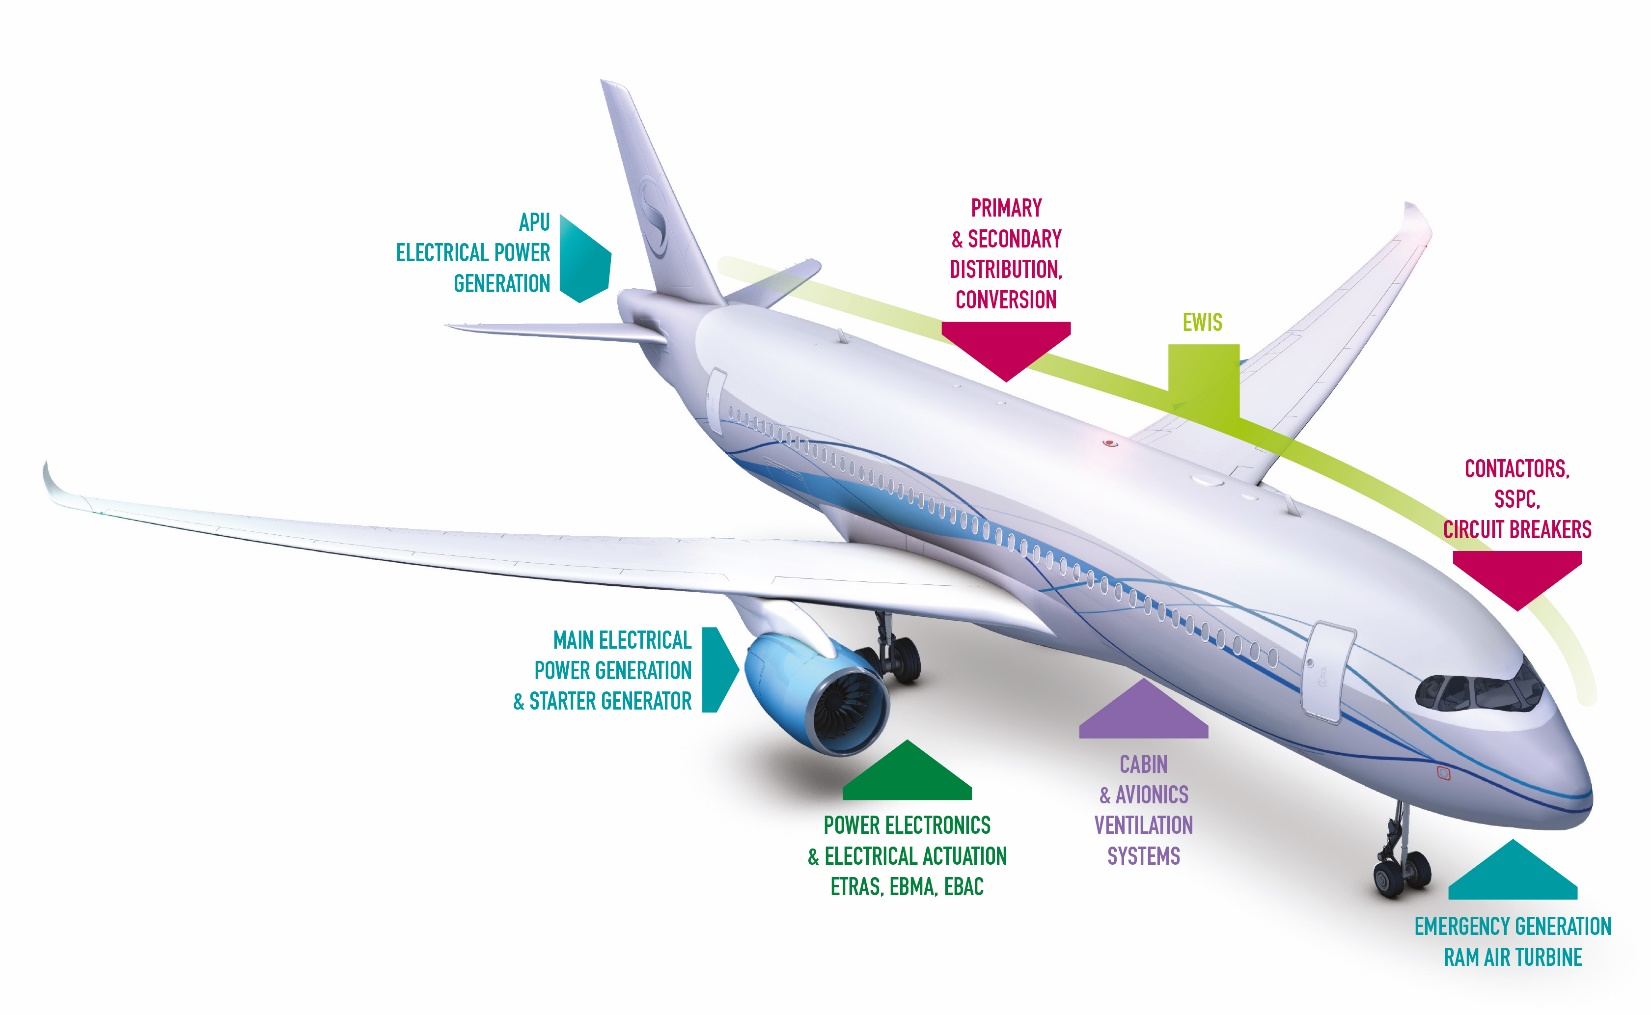 APU
ELECTRICAL POWER
GENERATION
PRIMARY
& SECONDARY
DISTRIBUTION,
CONVERSION
EWIS
CONTACTORS,
SSPC,
CIRCUIT BREAKERS
MAIN ELECTRICAL
POWER GENERATION
& STARTER GENERATOR
POWER ELECTRONICS
& ELECTRICAL ACTUATION
ETRAS, EBMA, EBAC
CABIN
& AVIONICS
VENTILATION
SYSTEMS
EMERGENCY GENERATION
RAM AIR TURBINE